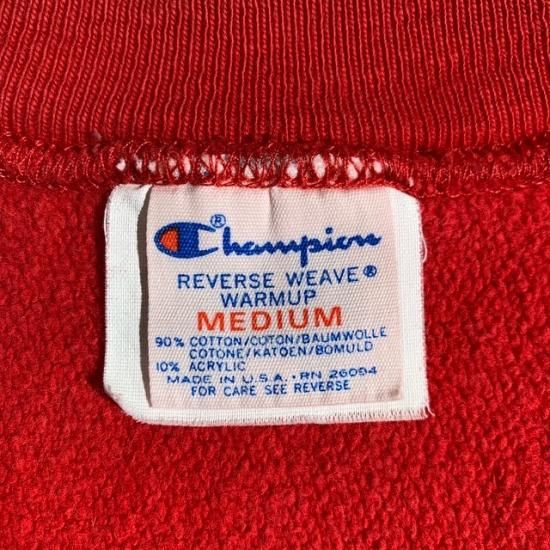 Champion®
REVERSE WEAVE®
WARMUP
MEDIUM
90% COTTON/COTON/BAUMWOLLE
COTONE/KATOEN/BOMULD
10% ACRYLIC
MADE IN U.S.A. • RN 26094
FOR CARE SEE REVERSE